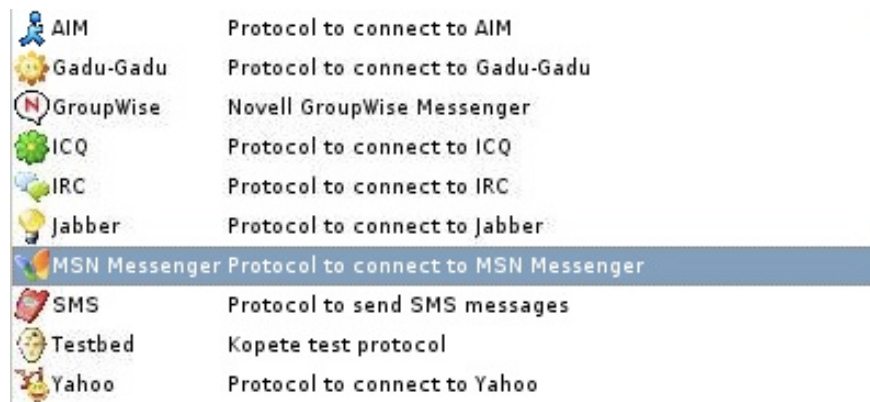 AIM Protocol to connect to AIM
Gadu-Gadu Protocol to connect to Gadu-Gadu
N GroupWise Novell GroupWise Messenger
ICQ Protocol to connect to ICQ
IRC Protocol to connect to IRC
Jabber Protocol to connect to Jabber
MSN Messenger Protocol to connect to MSN Messenger
SMS Protocol to send SMS messages
Testbed Kopete test protocol
Yahoo Protocol to connect to Yahoo